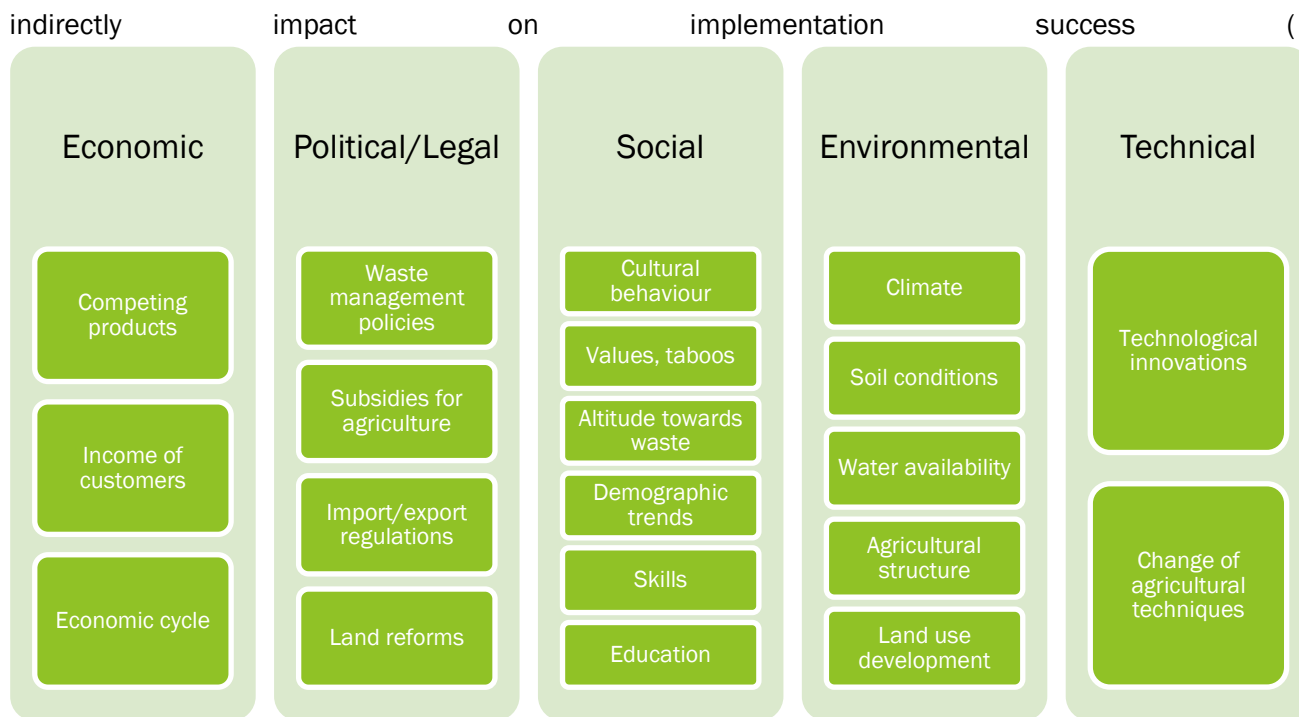 indirectly impact on implementation success (
Economic
Competing
products
Income of
customers
Economic cycle
Political/Legal
Waste
management
policies
Subsidies for
agriculture
Import/export
regulations
Land reforms
Social
Cultural
behaviour
Values, taboos
Altitude towards
waste
Demographic
trends
Skills
Education
Environmental
Climate
Soil conditions
Water availability
Agricultural
structure
Land use
development
Technical
Technological
innovations
Change of
agricultural
techniques